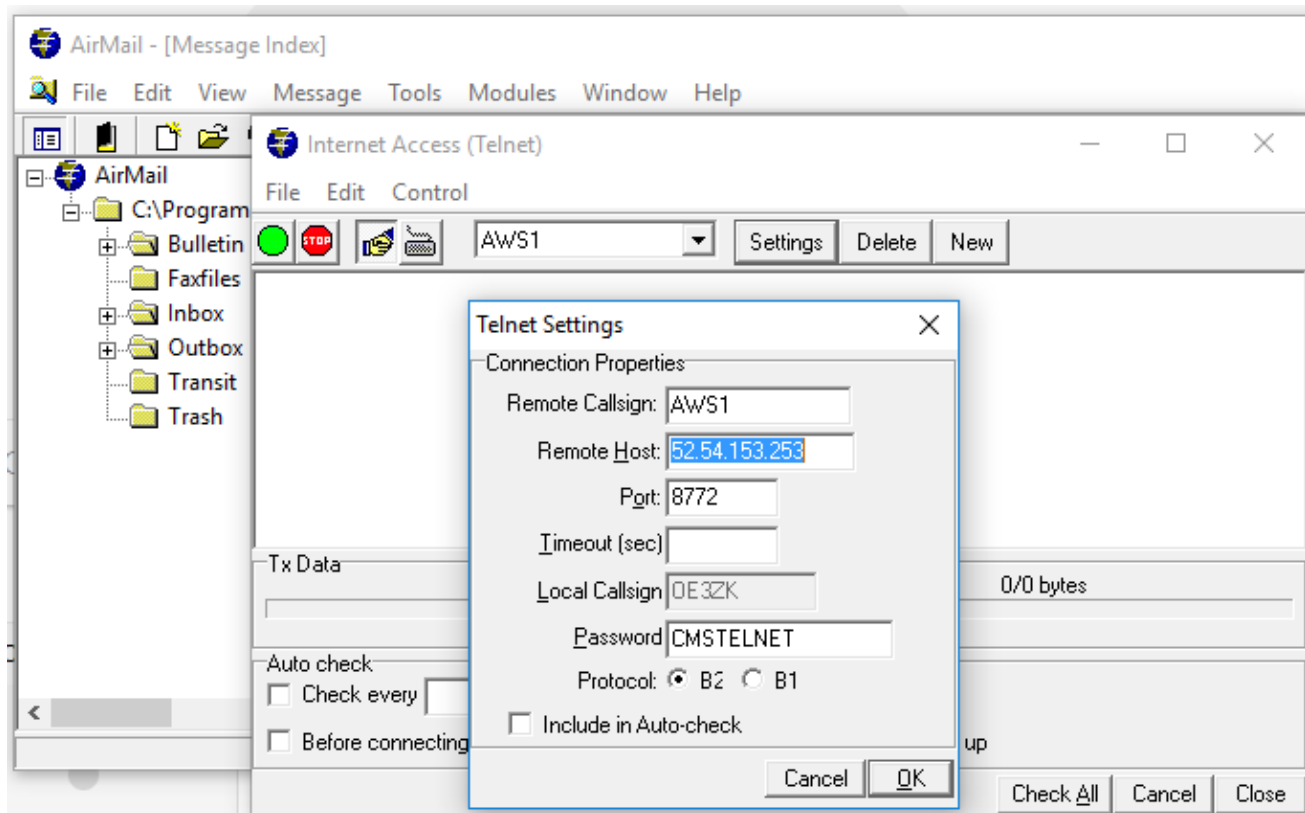 AirMail - [Message Index]
File Edit View Message Tools Modules Window Help
AirMail
C:\Program
Bulletin
Faxfiles
Inbox
Outbox
Transit
Trash
Internet Access (Telnet)
File Edit Control
STOP
AWS1
Settings Delete New
Telnet Settings
Connection Properties
Remote Callsign: AWS1
Remote Host: 52.54.153.253
Port: 8772
Timeout (sec)
Local Callsign OE3ZK
Password CMSTELNET
Protocol: B2 B1
Include in Auto-check
Cancel OK
Tx Data
0/0 bytes
Auto check
Check every
Before connecting
up
Check All Cancel Close